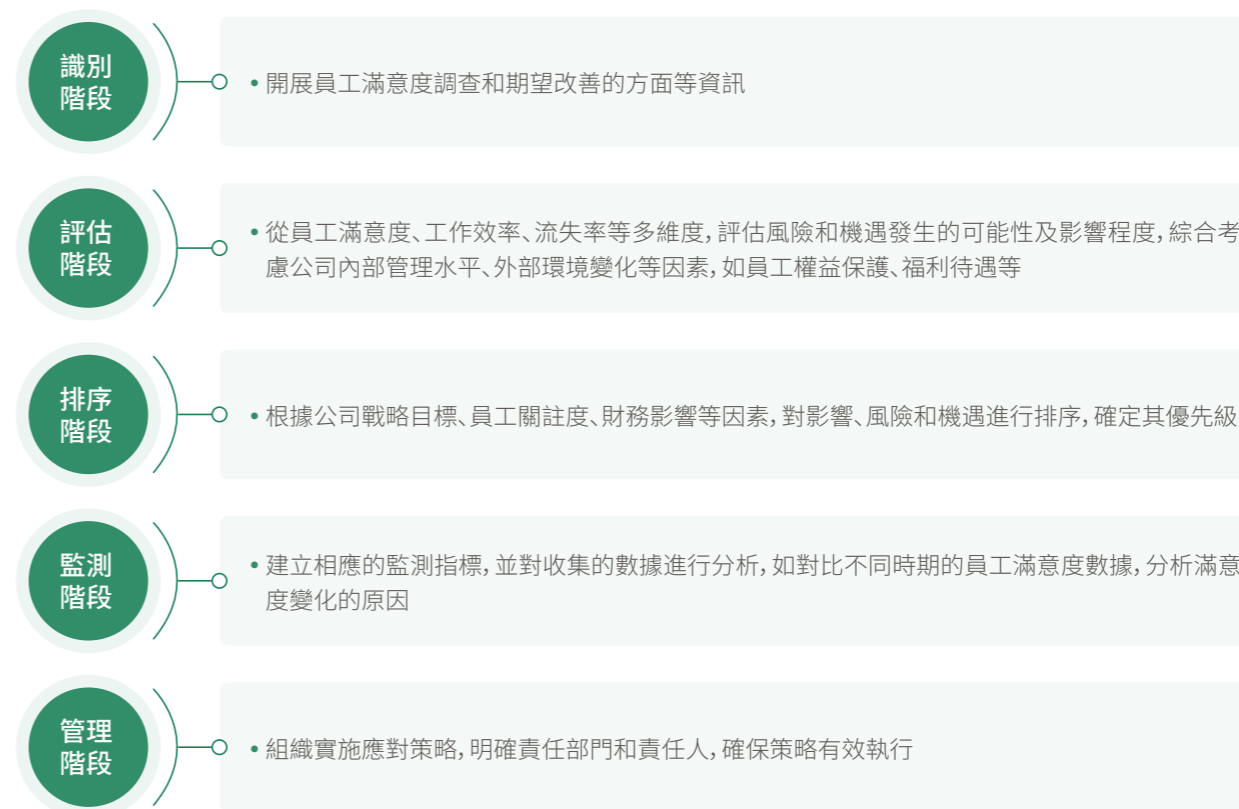 識別
階段
• 開展員工滿意度調查和期望改善的方面等資訊
評估
階段
• 從員工滿意度、工作效率、流失率等多維度,評估風險和機遇發生的可能性及影響程度,綜合考
慮公司內部管理水平、外部環境變化等因素,如員工權益保護、福利待遇等
排序
階段
• 根據公司戰略目標、員工關註度、財務影響等因素,對影響、風險和機遇進行排序,確定其優先級
監測
階段
• 建立相應的監測指標,並對收集的數據進行分析,如對比不同時期的員工滿意度數據,分析滿意
度變化的原因
管理
階段
• 組織實施應對策略,明確責任部門和責任人,確保策略有效執行